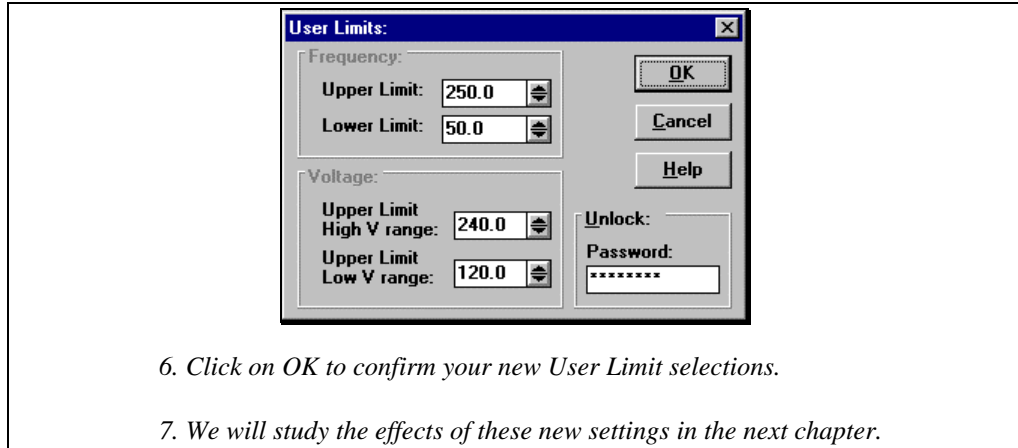 User Limits:
Frequency:
Upper Limit: 250.0
Lower Limit: 50.0
OK
Cancel
Help
Voltage:
Upper Limit
High V range: 240.0
Upper Limit
Low V range: 120.0
Unlock:
Password:
********
6. Click on OK to confirm your new User Limit selections.
7. We will study the effects of these new settings in the next chapter.